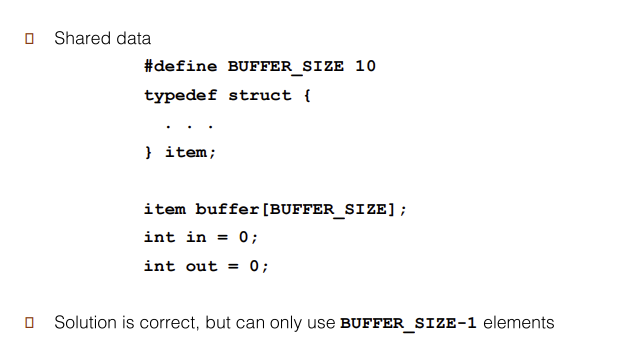 Shared data
#define BUFFER_SIZE 10
typedef struct {
. . .
} item;
item buffer[BUFFER_SIZE];
int in = 0;
int out = 0;
Solution is correct, but can only use BUFFER_SIZE-1 elements